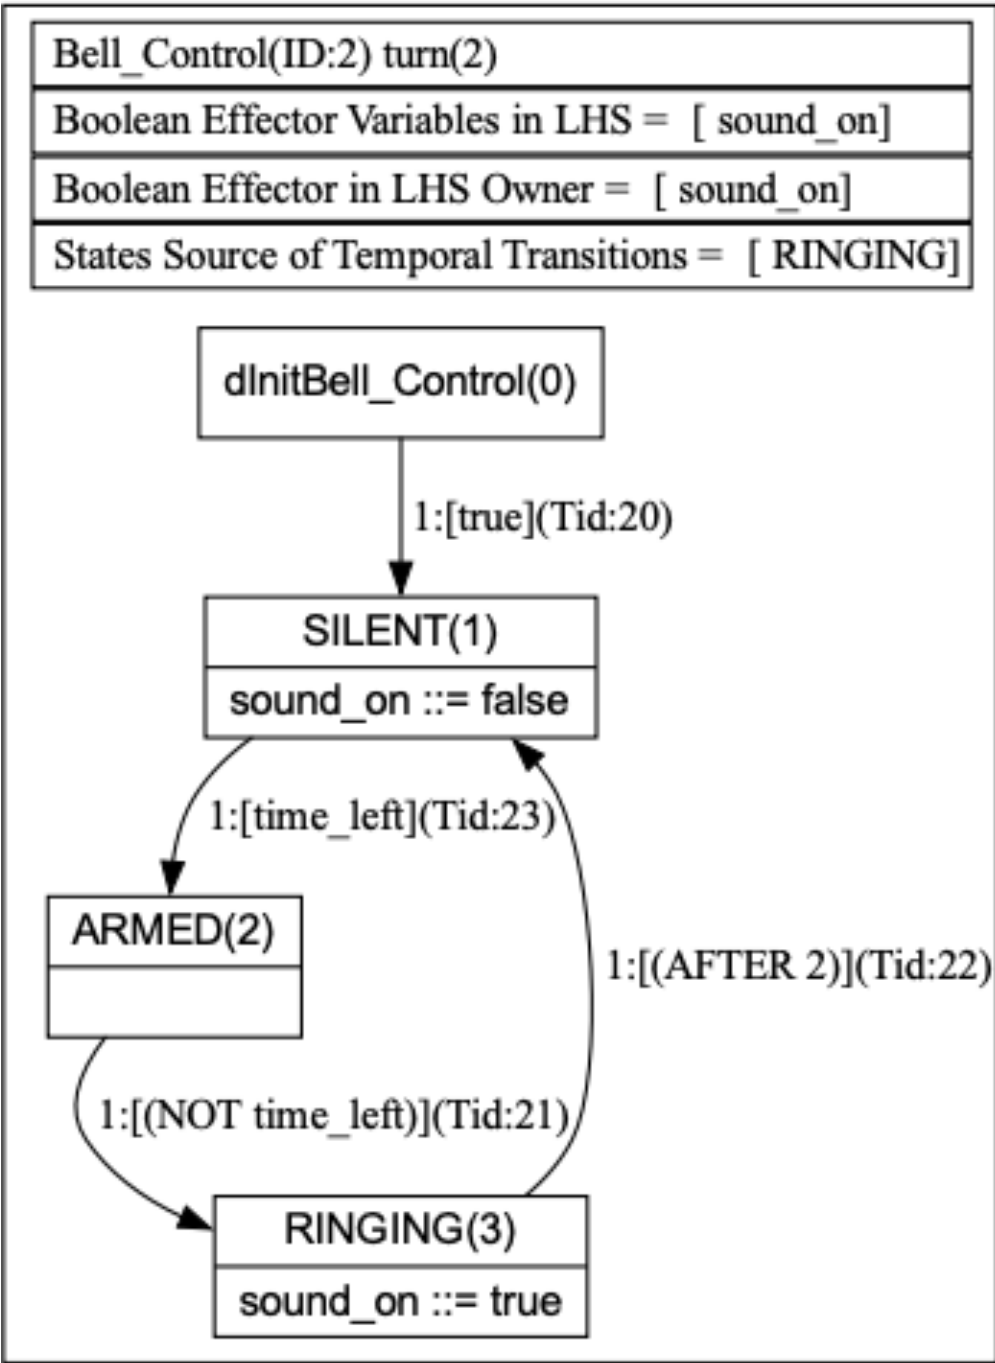 Bell_Control(ID:2) turn(2)
Boolean Effector Variables in LHS =  [ sound_on]
Boolean Effector in LHS Owner =  [ sound_on]
States Source of Temporal Transitions =  [ RINGING]
dInitBell_Control(0)
1:[true](Tid:20)
SILENT(1)
sound_on ::= false
1:[time_left](Tid:23)
ARMED(2)
1:[(AFTER 2)](Tid:22)
1:[(NOT time_left)](Tid:21)
RINGING(3)
sound_on ::= true